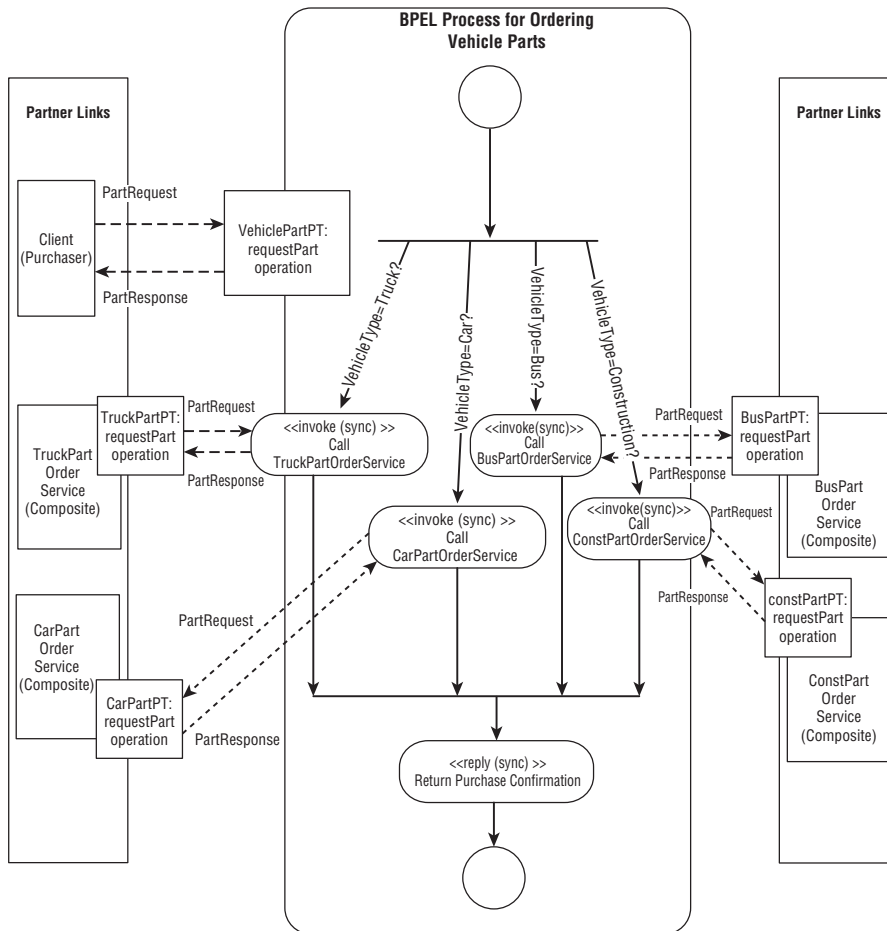 BPEL Process for Ordering
Vehicle Parts
Partner Links
Partner Links
PartRequest
Client
(Purchaser)
VehiclePartPT:
requestPart
operation
PartResponse
VehicleType=Truck?
VehicleType=Car?
VehicleType=Bus?
VehicleType=Construction?
TruckPartPT:
requestPart
operation
PartRequest
PartResponse
TruckPart
Order
Service
(Composite)
<<invoke (sync) >>
Call
TruckPartOrderService
<<invoke(sync)>>
Call
BusPartOrderService
PartRequest
PartResponse
BusPartPT:
requestPart
operation
BusPart
Order
Service
(Composite)
<<invoke (sync) >>
Call
CarPartOrderService
<<invoke(sync)>>
Call
ConstPartOrderService
PartRequest
PartResponse
constPartPT:
requestPart
operation
ConstPart
Order
Service
(Composite)
CarPart
Order
Service
(Composite)
PartRequest
CarPartPT:
requestPart
operation
PartResponse
<<reply (sync) >>
Return Purchase Confirmation